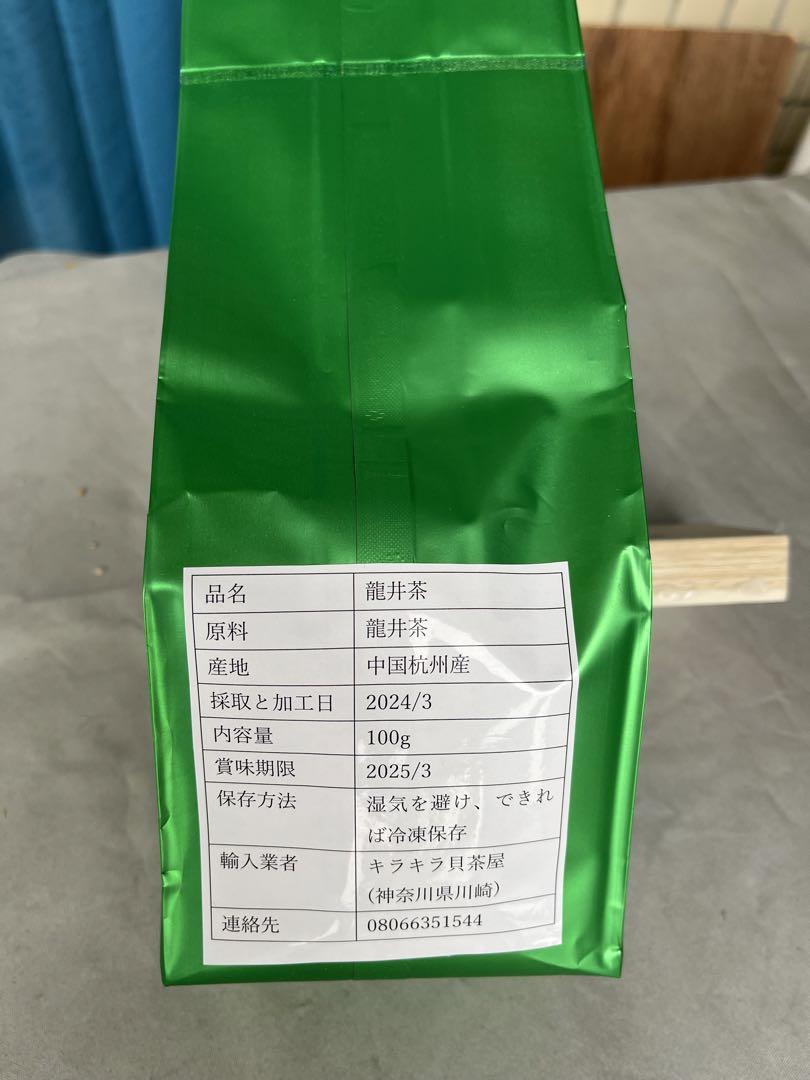 品名 龍井茶
原料 龍井茶
産地 中国杭州産
採取と加工日 2024/3
内容量 100g
賞味期限 2025/3
保存方法 湿気を避け、できれ
ば冷凍保存
輸入業者 キラキラ貝茶屋
(神奈川県川崎)
連絡先 08066351544